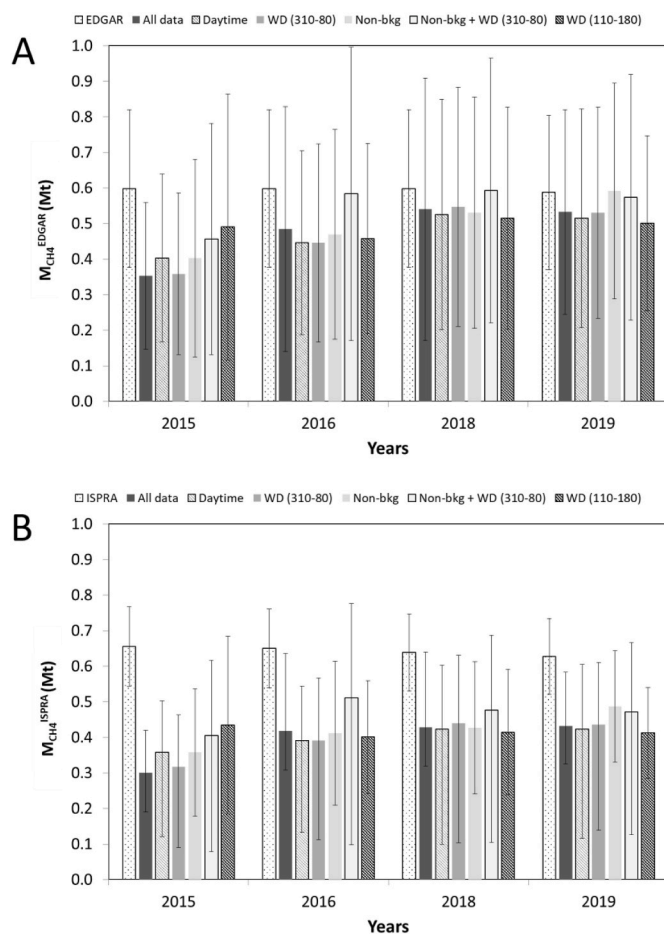 EDGAR All data Daytime WD (310-80) Non-bkg Non-bkg + WD (310-80) WD (110-180)
A
1.0
0.9
0.8
0.7
0.6
0.5
0.4
0.3
0.2
0.1
0.0
M_CH4^EDGAR (Mt)
2015 2016 2018 2019
Years
ISPRA All data Daytime WD (310-80) Non-bkg Non-bkg + WD (310-80) WD (110-180)
B
1.0
0.9
0.8
0.7
0.6
0.5
0.4
0.3
0.2
0.1
0.0
M_CH4^ISPRA (Mt)
2015 2016 2018 2019
Years